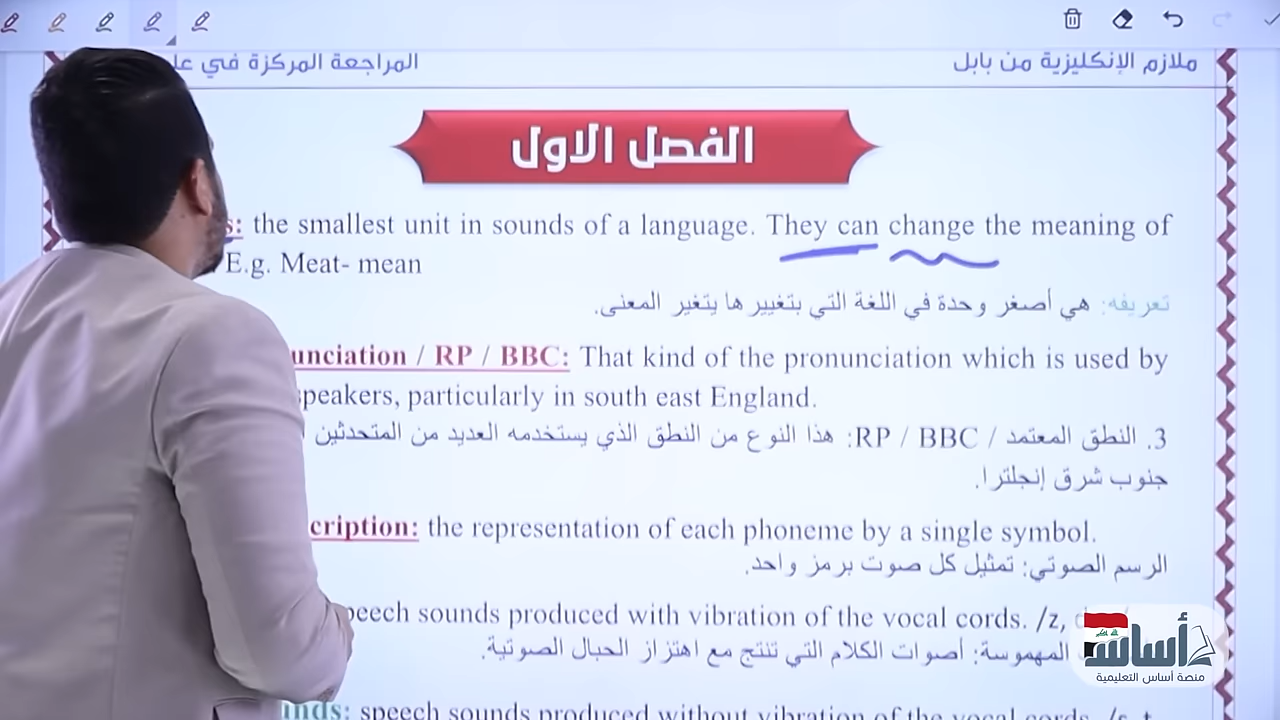 ملازم الإنكليزية من بابل
المراجعة المركزة في
الفصل الاول
s: the smallest unit in sounds of a language. They can change the meaning of
E.g. Meat- mean
تعريفه: هي أصغر وحدة في اللغة التي بتغييرها يتغير المعنى.
unciation / RP / BBC: That kind of the pronunciation which is used by
speakers, particularly in south east England.
3. النطق المعتمد / RP / BBC: هذا النوع من النطق الذي يستخدمه العديد من المتحدثين
جنوب شرق إنجلترا.
cription: the representation of each phoneme by a single symbol.
الرسم الصوتي: تمثيل كل صوت برمز واحد.
peech sounds produced with vibration of the vocal cords. /z,
المهموسة: أصوات الكلام التي تنتج مع اهتزاز الحبال الصوتية.
unds: speech sounds produced without vibration of the vocal cords. /s, t
أساس
منصة أساس التعليمية